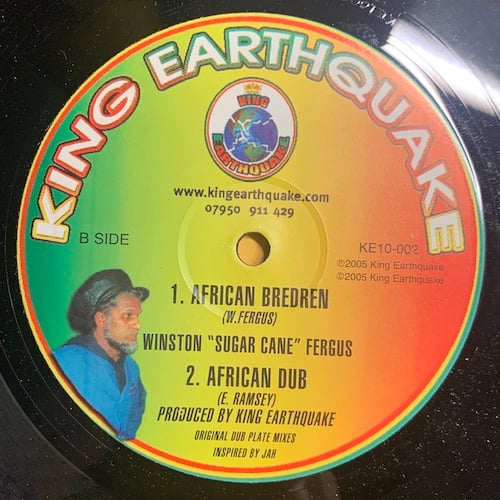 KING EARTHQUAKE
KING
EARTHQUAKE
www.kingearthquake.com
07950 911 429
B SIDE
KE10-002
℗2005 King Earthquake
©2005 King Earthquake
1. AFRICAN BREDREN
(W.FERGUS)
WINSTON "SUGAR CANE" FERGUS
2. AFRICAN DUB
(E. RAMSEY)
PRODUCED BY KING EARTHQUAKE
ORIGINAL DUB PLATE MIXES
INSPIRED BY JAH